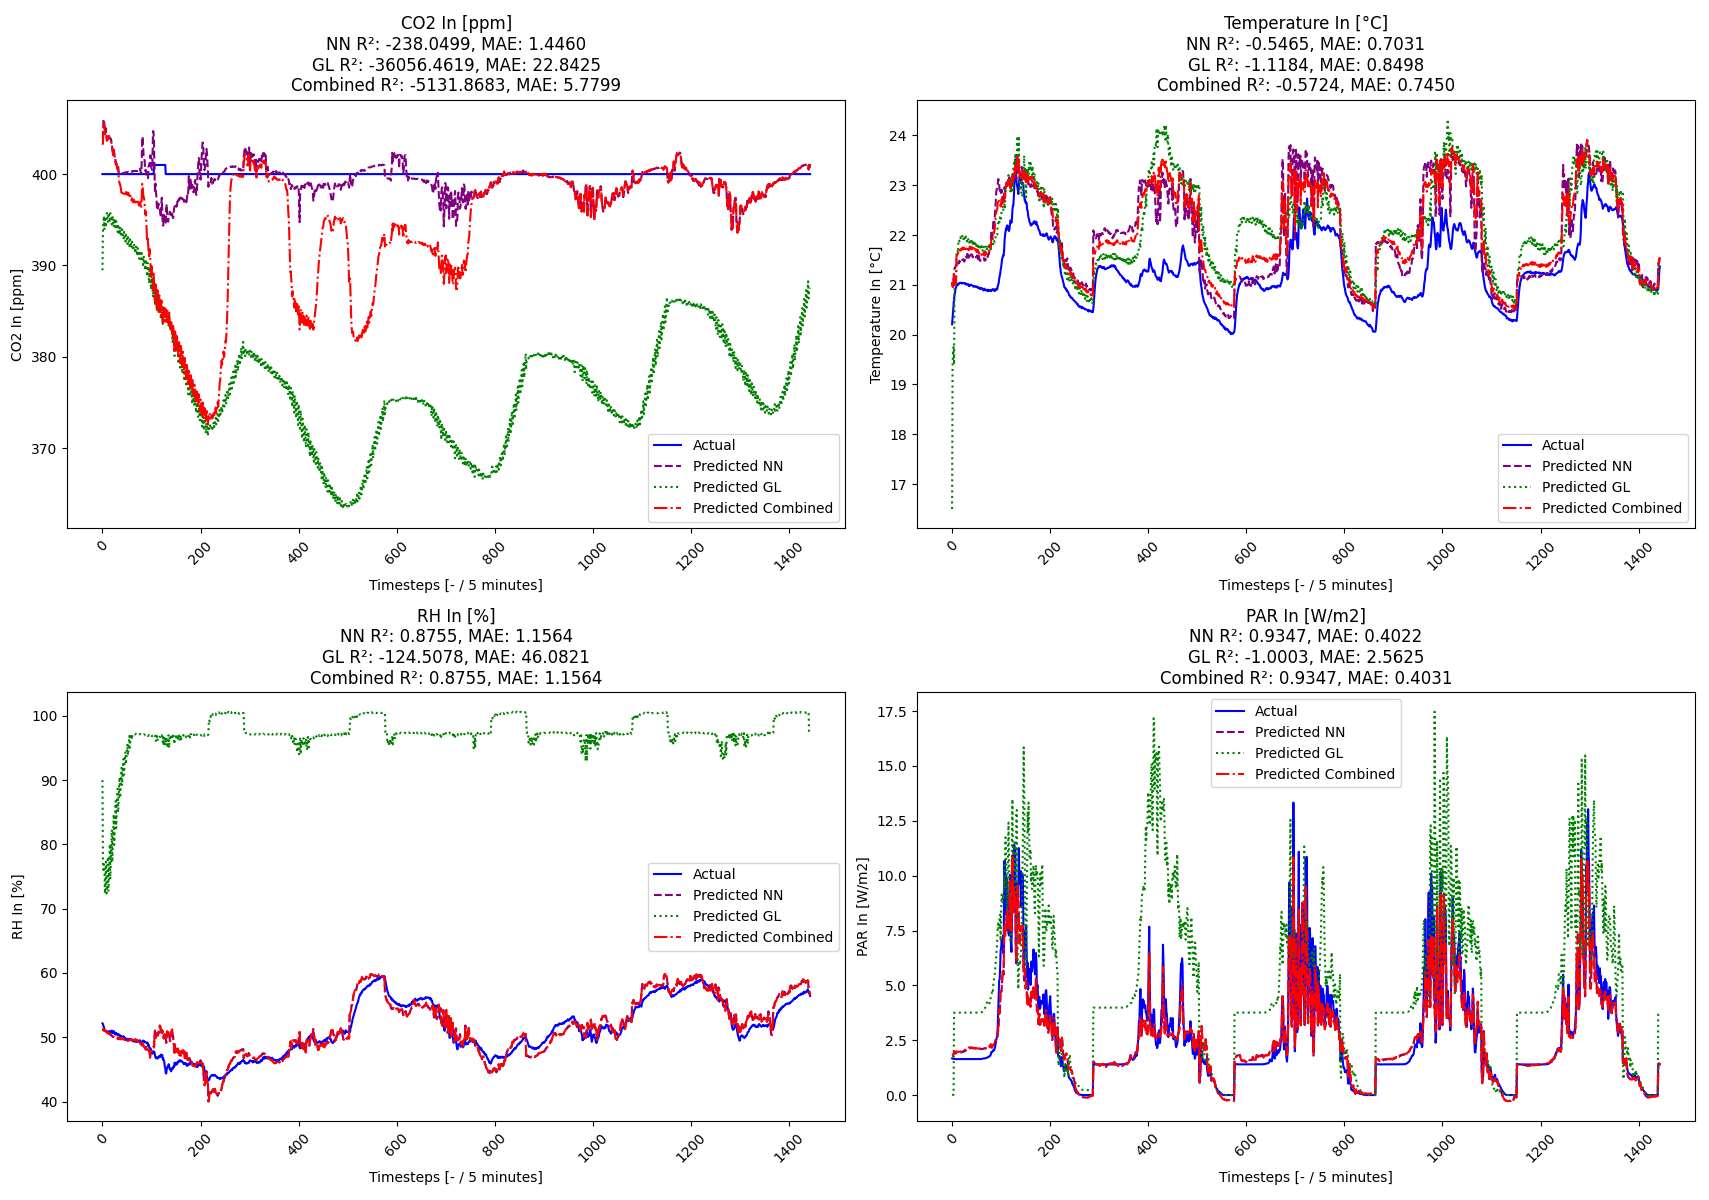 CO2 In [ppm]
NN R²: -238.0499, MAE: 1.4460
GL R²: -36056.4619, MAE: 22.8425
Combined R²: -5131.8683, MAE: 5.7799
CO2 In [ppm]
400
390
380
370
Actual
Predicted NN
Predicted GL
Predicted Combined
0
200
400
600
800
1000
1200
1400
Timesteps [- / 5 minutes]
Temperature In [°C]
NN R²: -0.5465, MAE: 0.7031
GL R²: -1.1184, MAE: 0.8498
Combined R²: -0.5724, MAE: 0.7450
Temperature In [°C]
24
23
22
21
20
19
18
17
Actual
Predicted NN
Predicted GL
Predicted Combined
0
200
400
600
800
1000
1200
1400
Timesteps [- / 5 minutes]
RH In [%]
NN R²: 0.8755, MAE: 1.1564
GL R²: -124.5078, MAE: 46.0821
Combined R²: 0.8755, MAE: 1.1564
RH In [%]
100
90
80
70
60
50
40
Actual
Predicted NN
Predicted GL
Predicted Combined
0
200
400
600
800
1000
1200
1400
Timesteps [- / 5 minutes]
PAR In [W/m2]
NN R²: 0.9347, MAE: 0.4022
GL R²: -1.0003, MAE: 2.5625
Combined R²: 0.9347, MAE: 0.4031
PAR In [W/m2]
17.5
15.0
12.5
10.0
7.5
5.0
2.5
0.0
Actual
Predicted NN
Predicted GL
Predicted Combined
0
200
400
600
800
1000
1200
1400
Timesteps [- / 5 minutes]